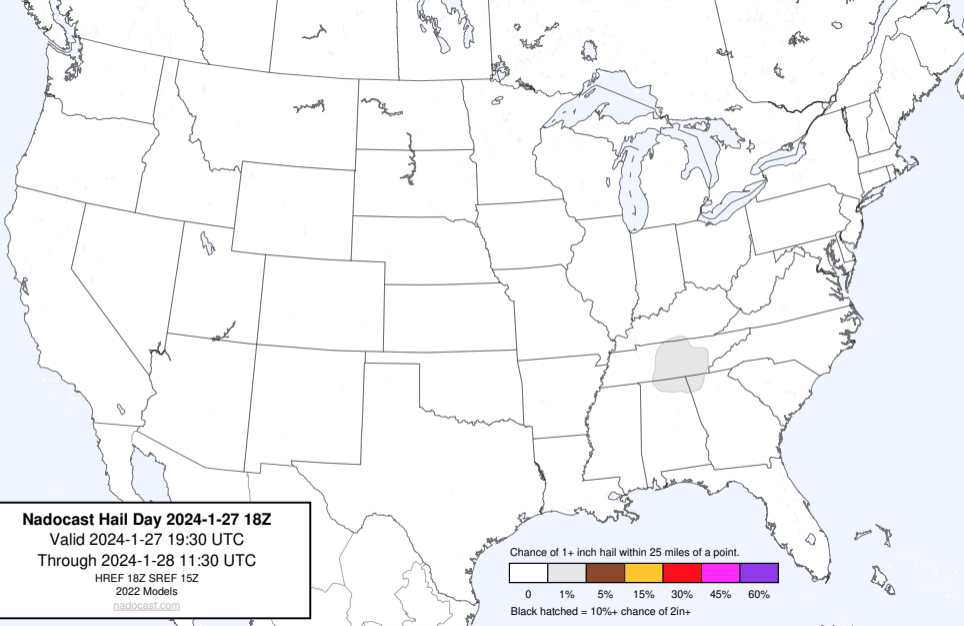 Nadocast Hail Day 2024-1-27 18Z
Valid 2024-1-27 19:30 UTC
Through 2024-1-28 11:30 UTC
HREF 18Z SREF 15Z
2022 Models
nadocast.com
Chance of 1+ inch hail within 25 miles of a point.
0 1% 5% 15% 30% 45% 60%
Black hatched = 10%+ chance of 2in+